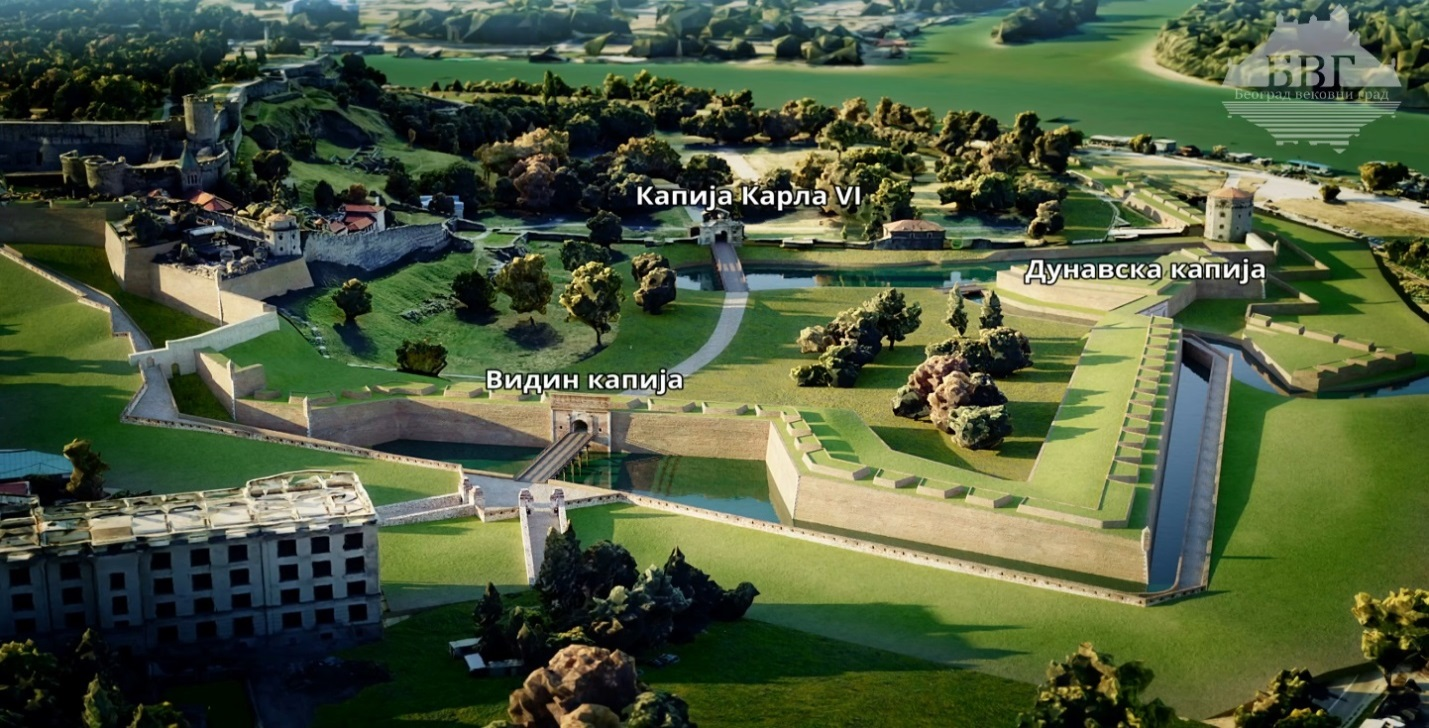 БВГ
Београд вековни град
Капија Карла VI
Дунавска капија
Видин капија